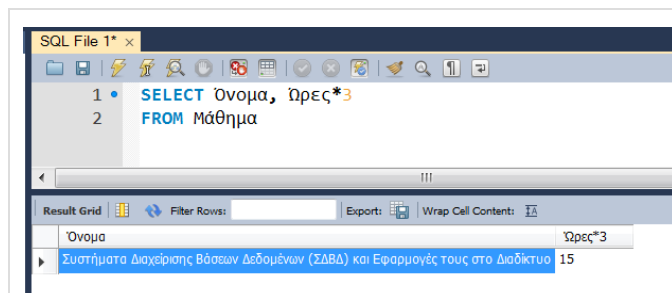 SQL File 1* ×
1 SELECT Όνομα, Ώρες*3
2 FROM Μάθημα
Result Grid Filter Rows: Export: Wrap Cell Content:
Όνομα Ώρες*3
Συστήματα Διαχείρισης Βάσεων Δεδομένων (ΣΔΒΔ) και Εφαρμογές τους στο Διαδίκτυο 15